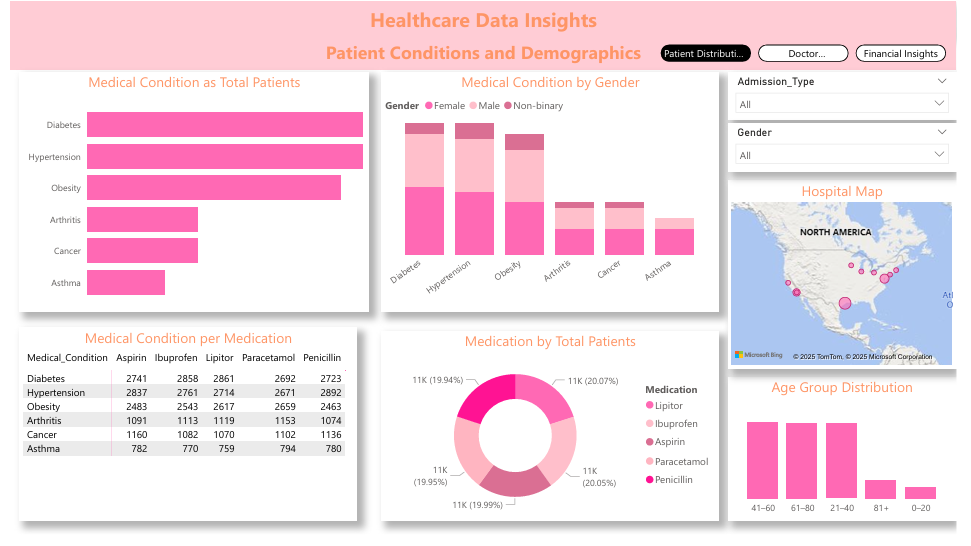 Healthcare Data Insights
Patient Conditions and Demographics
Patient Distributi...
Doctor...
Financial Insights
Medical Condition as Total Patients
Diabetes
Hypertension
Obesity
Arthritis
Cancer
Asthma
Medical Condition by Gender
Gender Female Male Non-binary
Diabetes
Hypertension
Obesity
Arthritis
Cancer
Asthma
Admission_Type
All
Gender
All
Hospital Map
NORTH AMERICA
Atl
O
Microsoft Bing
© 2025 TomTom, © 2025 Microsoft Corporation
Medical Condition per Medication
Medical_Condition Aspirin Ibuprofen Lipitor Paracetamol Penicillin
Diabetes 2741 2858 2861 2692 2723
Hypertension 2837 2761 2714 2671 2892
Obesity 2483 2543 2617 2659 2463
Arthritis 1091 1113 1119 1153 1074
Cancer 1160 1082 1070 1102 1136
Asthma 782 770 759 794 780
Medication by Total Patients
11K (19.94%)
11K (20.07%)
11K
(19.95%)
11K
(20.05%)
11K (19.99%)
Medication
Lipitor
Ibuprofen
Aspirin
Paracetamol
Penicillin
Age Group Distribution
41–60 61–80 21–40 81+ 0–20